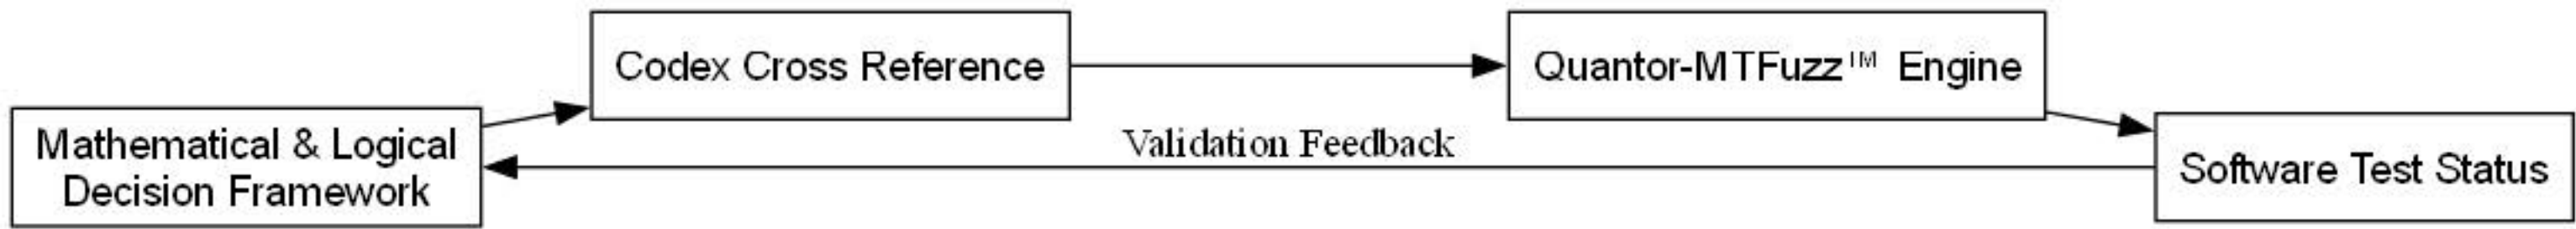 Codex Cross Reference
Quantor-MTFuzz™ Engine
Mathematical & Logical
Decision Framework
Validation Feedback
Software Test Status